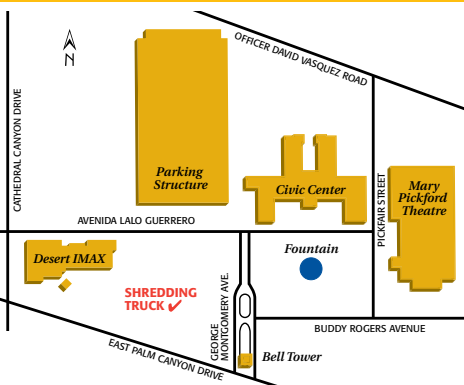 OFFICER DAVID VASQUEZ ROAD
N
CATHEDRAL CANYON DRIVE
Parking
Structure
Civic Center
PICKFAIR STREET
Mary
Pickford
Theatre
AVENIDA LALO GUERRERO
Desert IMAX
Fountain
SHREDDING
TRUCK ✓
GEORGE
MONTGOMERY AVE.
BUDDY ROGERS AVENUE
EAST PALM CANYON DRIVE
Bell Tower